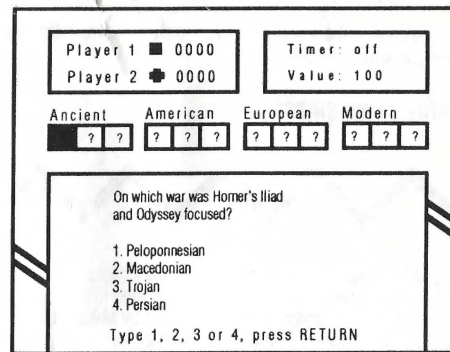 Player 1 0000
Player 2 0000
Timer: off
Value: 100
Ancient American European Modern
? ? ? ? ? ? ? ? ? ? ?
On which war was Homer's Iliad
and Odyssey focused?
1. Peloponnesian
2. Macedonian
3. Trojan
4. Persian
Type 1, 2, 3 or 4, press RETURN